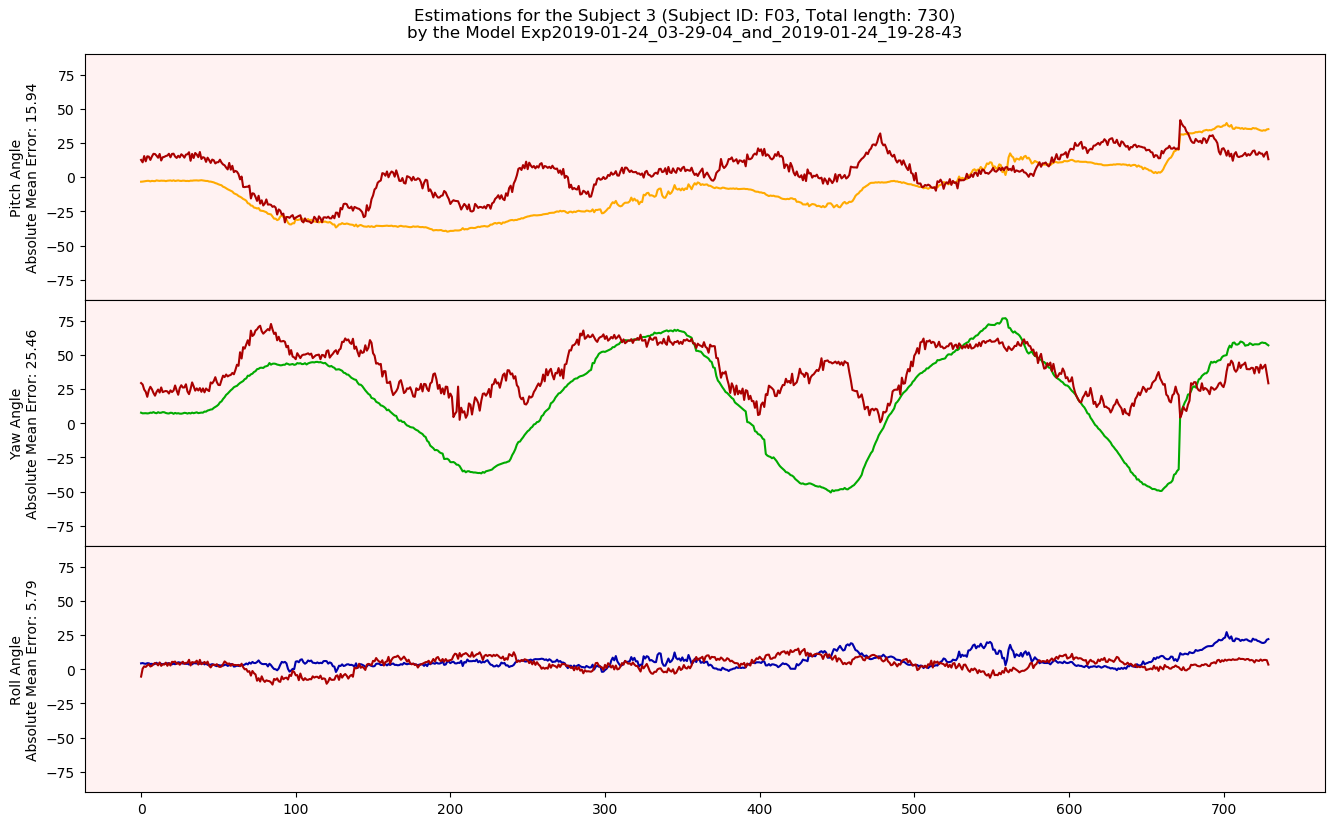 Estimations for the Subject 3 (Subject ID: F03, Total length: 730)
by the Model Exp2019-01-24_03-29-04_and_2019-01-24_19-28-43
Pitch Angle
Absolute Mean Error: 15.94
75
50
25
0
−25
−50
−75
Yaw Angle
Absolute Mean Error: 25.46
75
50
25
0
−25
−50
−75
Roll Angle
Absolute Mean Error: 5.79
75
50
25
0
−25
−50
−75
0 100 200 300 400 500 600 700